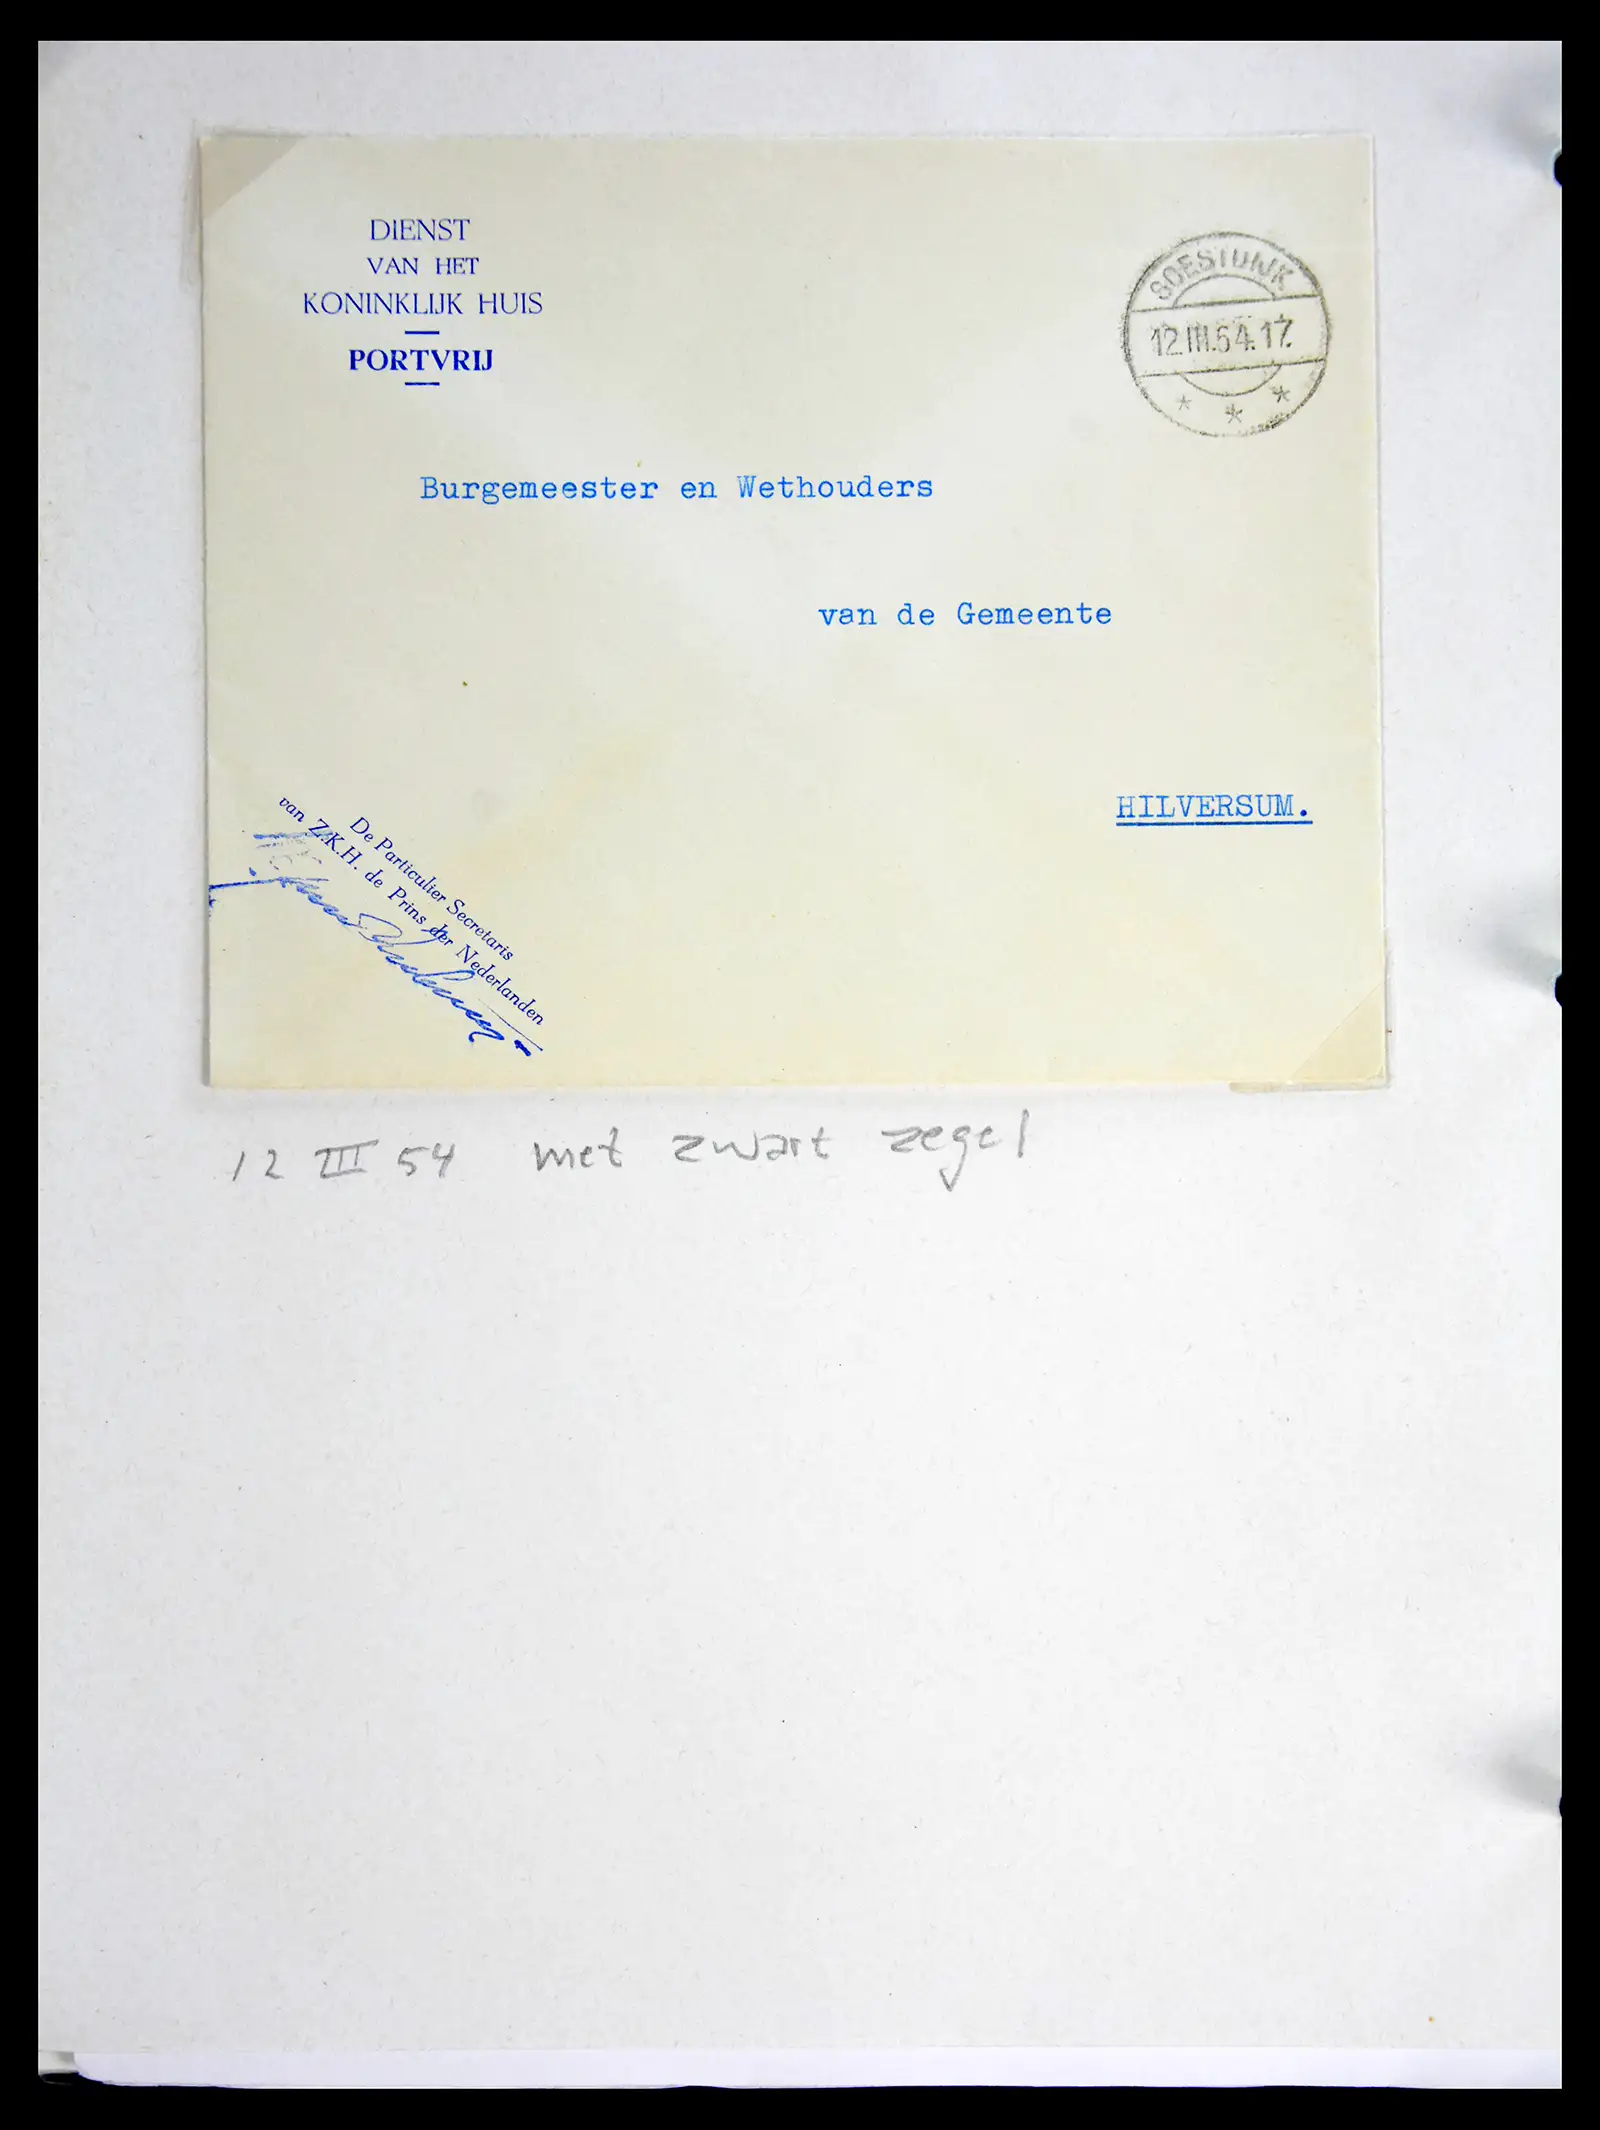 DIENST
VAN HET
KONINKLIJK HUIS
PORTVRIJ
SOESTDIJK
12.III.54.17.
* * *
Burgemeester en Wethouders
van de Gemeente
HILVERSUM.
De Particulier Secretaris
van Z.K.H. de Prins der Nederlanden
12 III 54 met zwart zegel